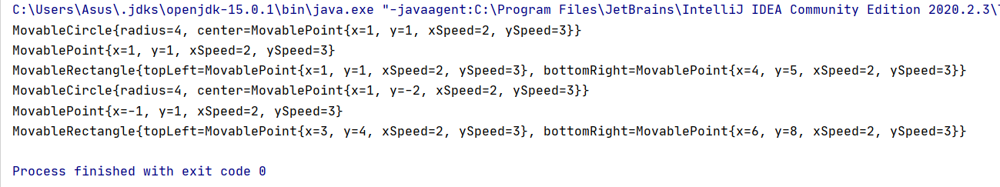 C:\Users\Asus\.jdks\openjdk-15.0.1\bin\java.exe "-javaagent:C:\Program Files\JetBrains\IntelliJ IDEA Community Edition 2020.2.3\
MovableCircle{radius=4, center=MovablePoint{x=1, y=1, xSpeed=2, ySpeed=3}}
MovablePoint{x=1, y=1, xSpeed=2, ySpeed=3}
MovableRectangle{topLeft=MovablePoint{x=1, y=1, xSpeed=2, ySpeed=3}, bottomRight=MovablePoint{x=4, y=5, xSpeed=2, ySpeed=3}}
MovableCircle{radius=4, center=MovablePoint{x=1, y=-2, xSpeed=2, ySpeed=3}}
MovablePoint{x=-1, y=1, xSpeed=2, ySpeed=3}
MovableRectangle{topLeft=MovablePoint{x=3, y=4, xSpeed=2, ySpeed=3}, bottomRight=MovablePoint{x=6, y=8, xSpeed=2, ySpeed=3}}
Process finished with exit code 0